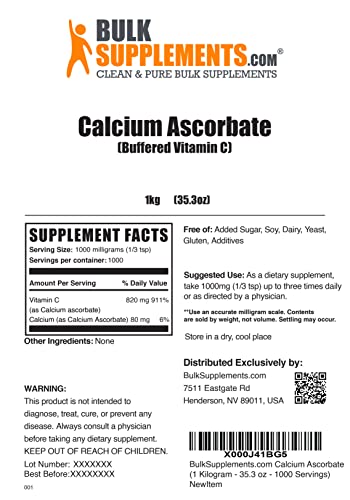 BULK
SUPPLEMENTS.COM®
CLEAN & PURE BULK SUPPLEMENTS
Calcium Ascorbate
(Buffered Vitamin C)
1kg (35.3oz)
SUPPLEMENT FACTS
Serving Size: 1000 milligrams (1/3 tsp)
Servings per container: 1000
Amount Per Serving % Daily Value
Vitamin C 820 mg 911%
(as Calcium ascorbate)
Calcium (as Calcium Ascorbate) 80 mg 6%
Other Ingredients: None
Free of: Added Sugar, Soy, Dairy, Yeast,
Gluten, Additives
Suggested Use: As a dietary supplement,
take 1000mg (1/3 tsp) up to three times daily
or as directed by a physician.
**Use an accurate milligram scale. Contents
are sold by weight, not volume. Settling may occur.
Store in a dry, cool place
Distributed Exclusively by:
BulkSupplements.com
7511 Eastgate Rd
Henderson, NV 89011, USA
WARNING:
This product is not intended to
diagnose, treat, cure, or prevent any
disease. Always consult a physician
before taking any dietary supplement.
KEEP OUT OF REACH OF CHILDREN.
Lot Number: XXXXXXX
Best Before:XXXXXXXX
001
X000J41BG5
BulkSupplements.com Calcium Ascorbate
(1 Kilogram - 35.3 oz - 1000 Servings)
NewItem